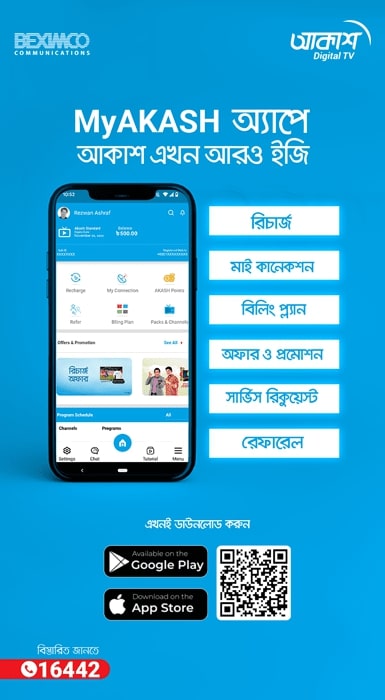 BEXIMCO
COMMUNICATIONS
আকাশ
Digital TV
MyAKASH অ্যাপে
আকাশ এখন আরও ইজি
10:53
Rezwan Ashraf
Balance
৳ 500.00
Recharge
My Connection
AKASH Points
Refer
Billing Plan
Packs & Channels
Offers & Promotion
See All
রিচার্জ
অফার
Program Schedule
All
Channels
Programs
Settings
Chat
Tutorial
Menu
রিচার্জ
মাই কানেকশন
বিলিং প্ল্যান
অফার ও প্রমোশন
সার্ভিস রিকুয়েস্ট
রেফারেল
এখনই ডাউনলোড করুন
Available on the
Google Play
Download on the
App Store
বিস্তারিত জানতে
16442